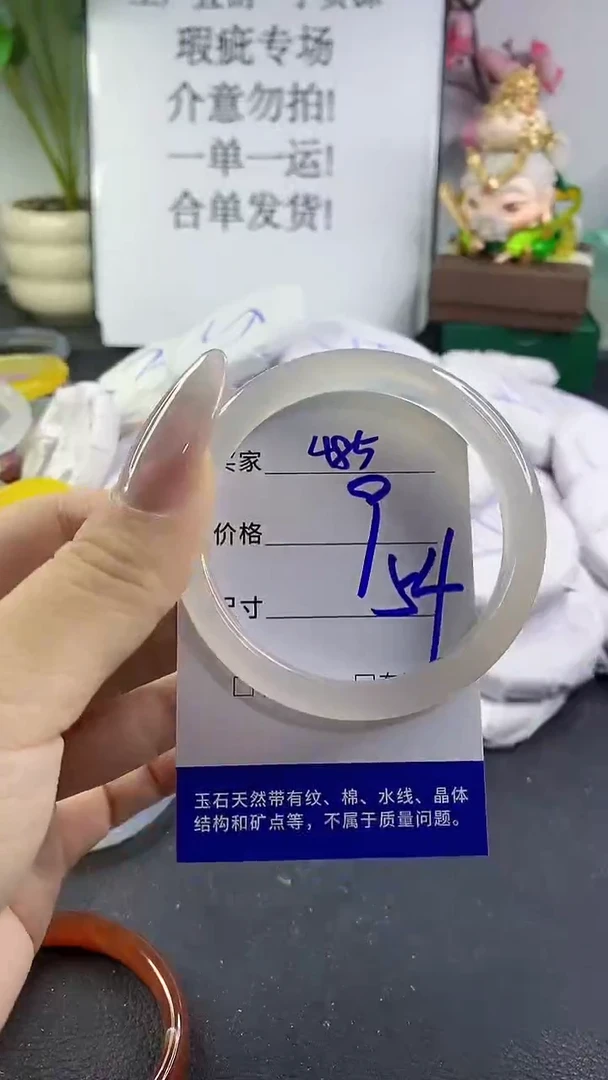 瑕疵专场
介意勿拍!
一单一运!
合单发货!
家 485
价格 9
寸 54
玉石天然带有纹、棉、水线、晶体
结构和矿点等，不属于质量问题。